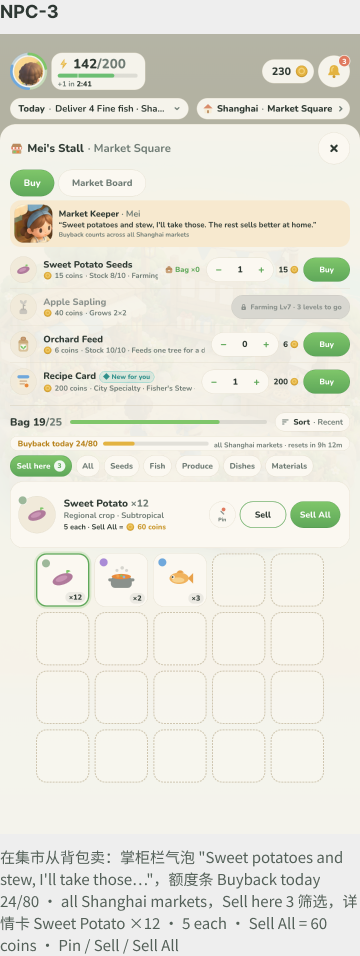 NPC-3
142/200
+1 in 2:41
230
3
Today · Deliver 4 Fine fish · Sha...
Shanghai · Market Square
Mei's Stall · Market Square
Buy
Market Board
Market Keeper · Mei
“Sweet potatoes and stew, I'll take those. The rest sells better at home.”
Buyback counts across all Shanghai markets
Sweet Potato Seeds
15 coins · Stock 8/10 · Farming
Bag ×0
− 1 +
15
Buy
Apple Sapling
40 coins · Grows 2×2
Farming Lv7 · 3 levels to go
Orchard Feed
6 coins · Stock 10/10 · Feeds one tree for a d
− 0 +
6
Buy
Recipe Card
New for you
200 coins · City Specialty · Fisher's Stew
− 1 +
200
Buy
Bag 19/25
Sort · Recent
Buyback today 24/80
all Shanghai markets · resets in 9h 12m
Sell here 3
All
Seeds
Fish
Produce
Dishes
Materials
Sweet Potato ×12
Regional crop · Subtropical
5 each · Sell All = 60 coins
Pin
Sell
Sell All
×12
×2
×3
在集市从背包卖：掌柜栏气泡 "Sweet potatoes and
stew, I'll take those…"，额度条 Buyback today
24/80 · all Shanghai markets，Sell here 3 筛选，详
情卡 Sweet Potato ×12 · 5 each · Sell All = 60
coins · Pin / Sell / Sell All